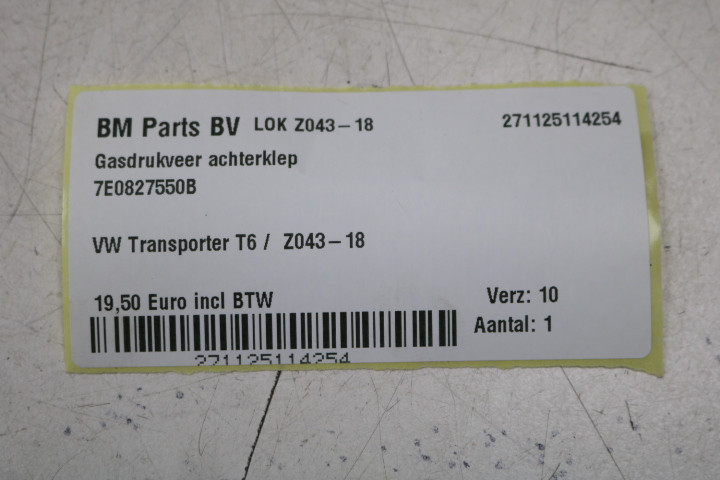 BM Parts BV LOK Z043-18 271125114254
Gasdrukveer achterklep
7E0827550B
VW Transporter T6 / Z043-18
19,50 Euro incl BTW Verz: 10
Aantal: 1
271125114254